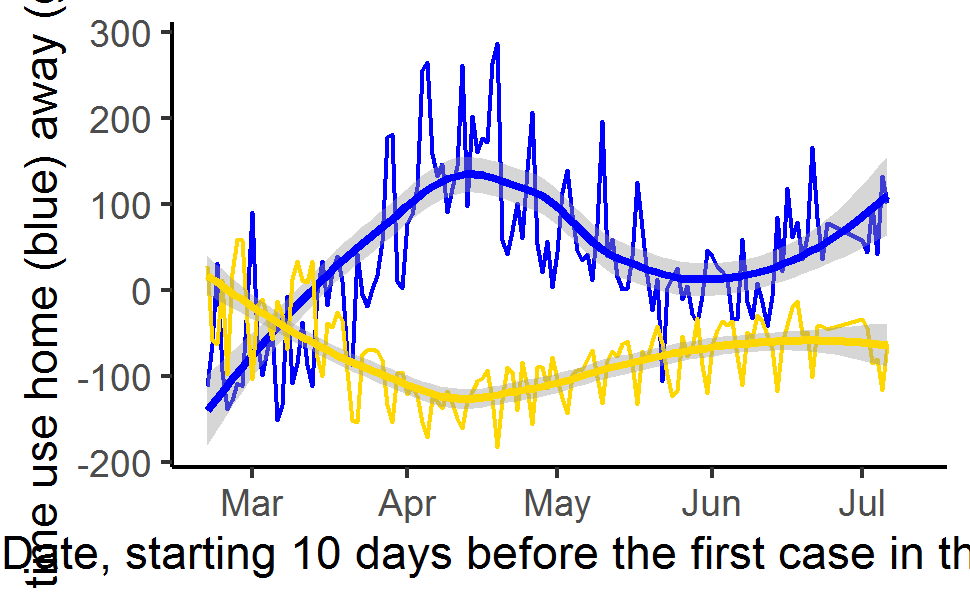 time use home (blue) away (
300
200
100
0
-100
-200
Mar Apr May Jun Jul
Date, starting 10 days before the first case in th